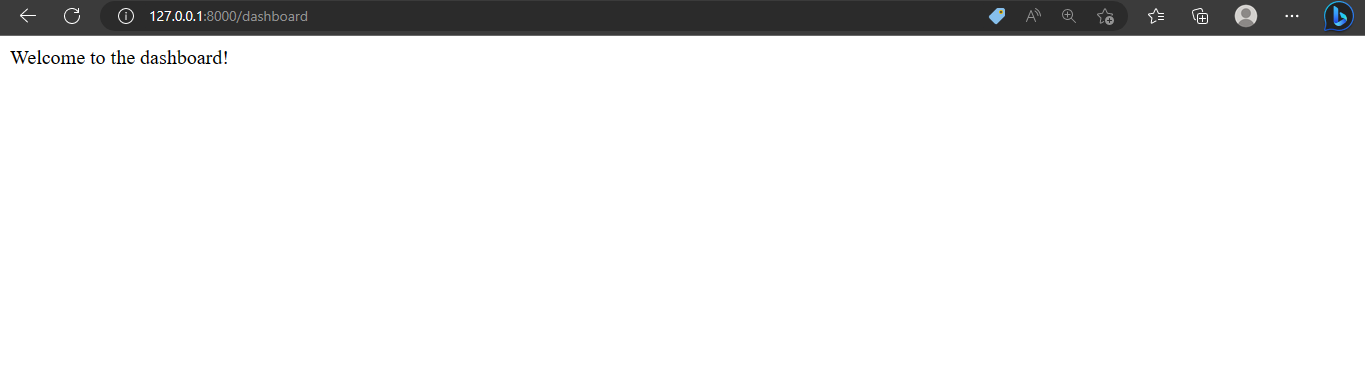 127.0.0.1:8000/dashboard
Welcome to the dashboard!